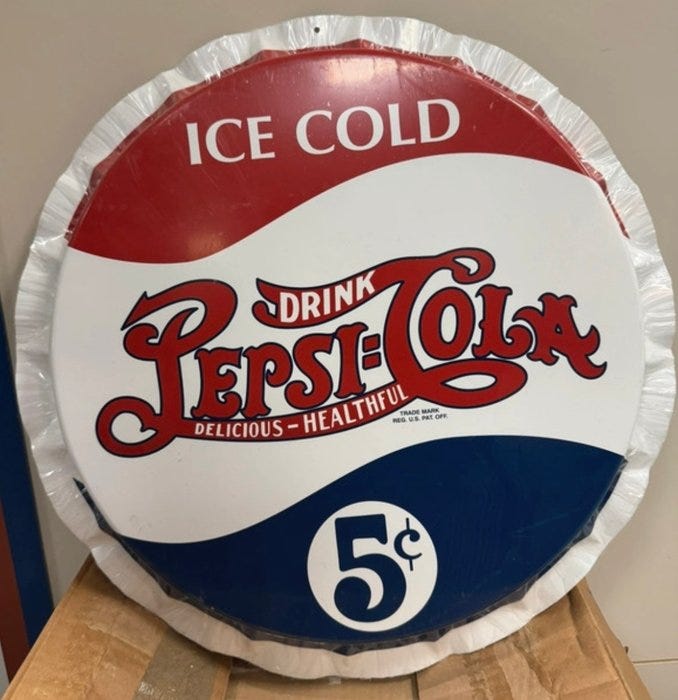 ICE COLD
DRINK
PEPSI=COLA
DELICIOUS-HEALTHFUL
TRADE MARK
REG. U.S. PAT. OFF.
5¢